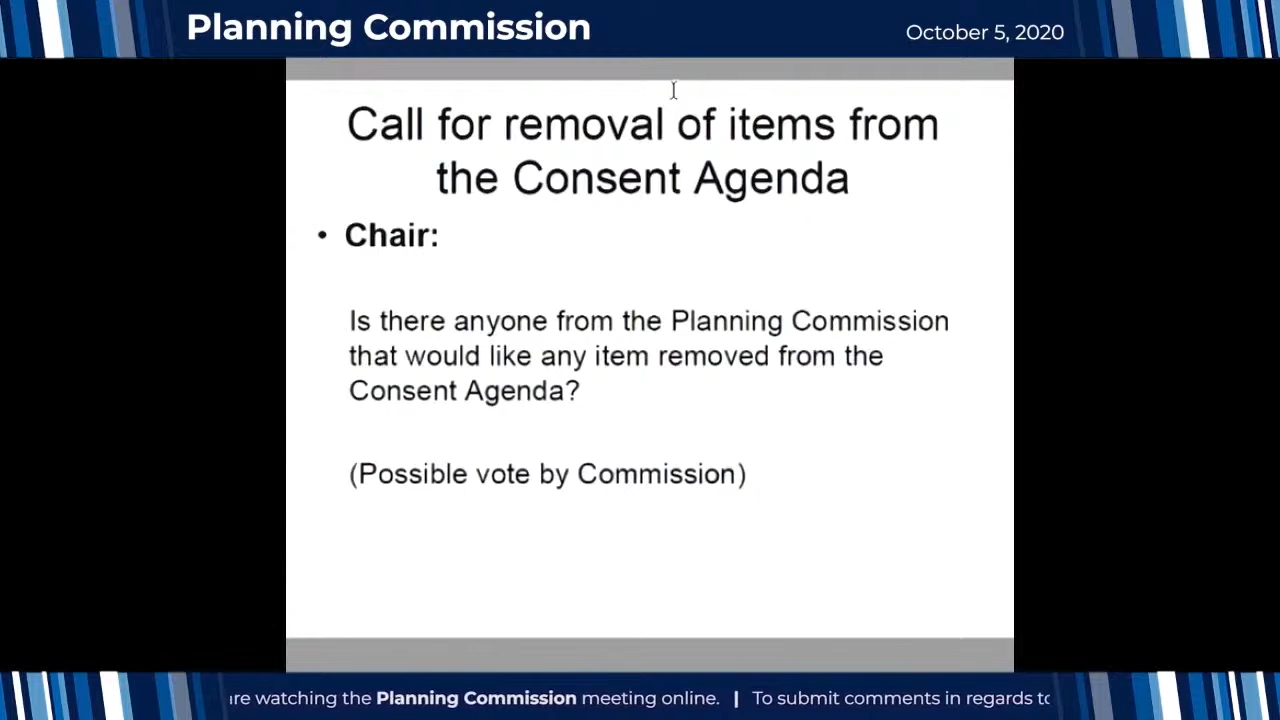 Planning Commission
October 5, 2020
Call for removal of items from
the Consent Agenda
• Chair:
Is there anyone from the Planning Commission
that would like any item removed from the
Consent Agenda?
(Possible vote by Commission)
watching the Planning Commission meeting online. | To submit comments in regards